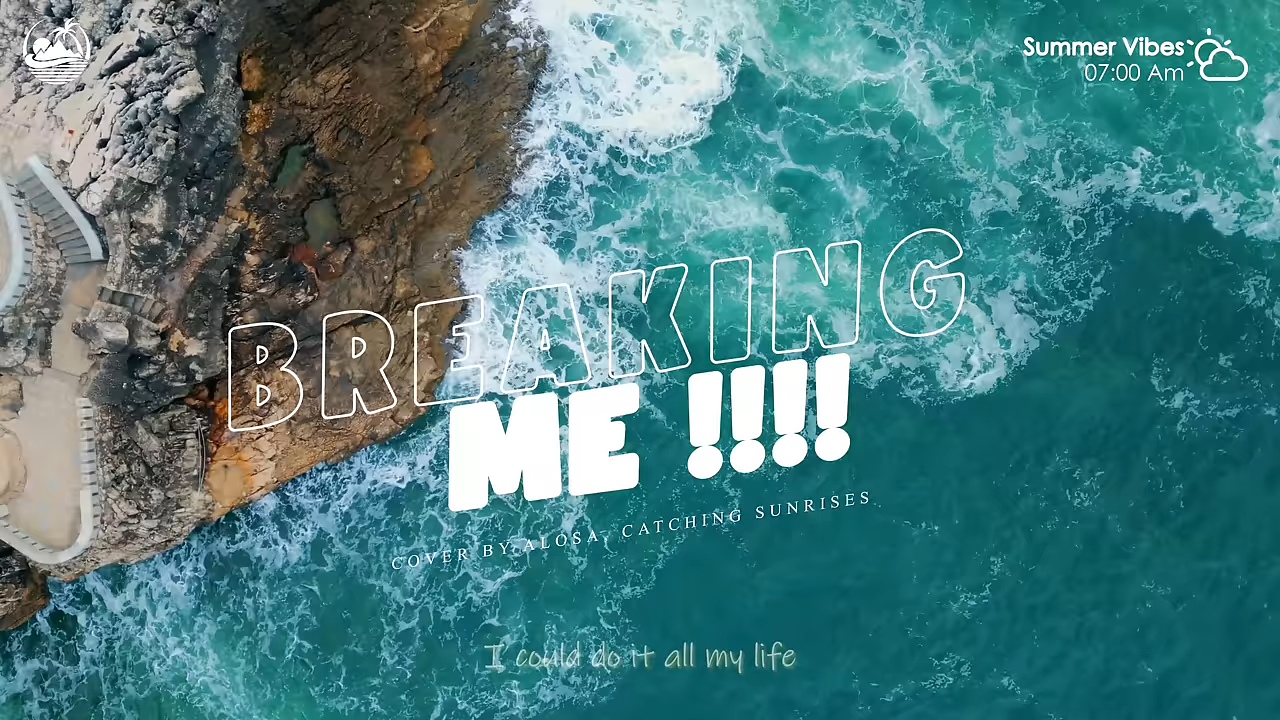 Summer Vibes
07:00 Am
BREAKING
ME !!!!
COVER BY ALOSA, CATCHING SUNRISES
I could do it all my life